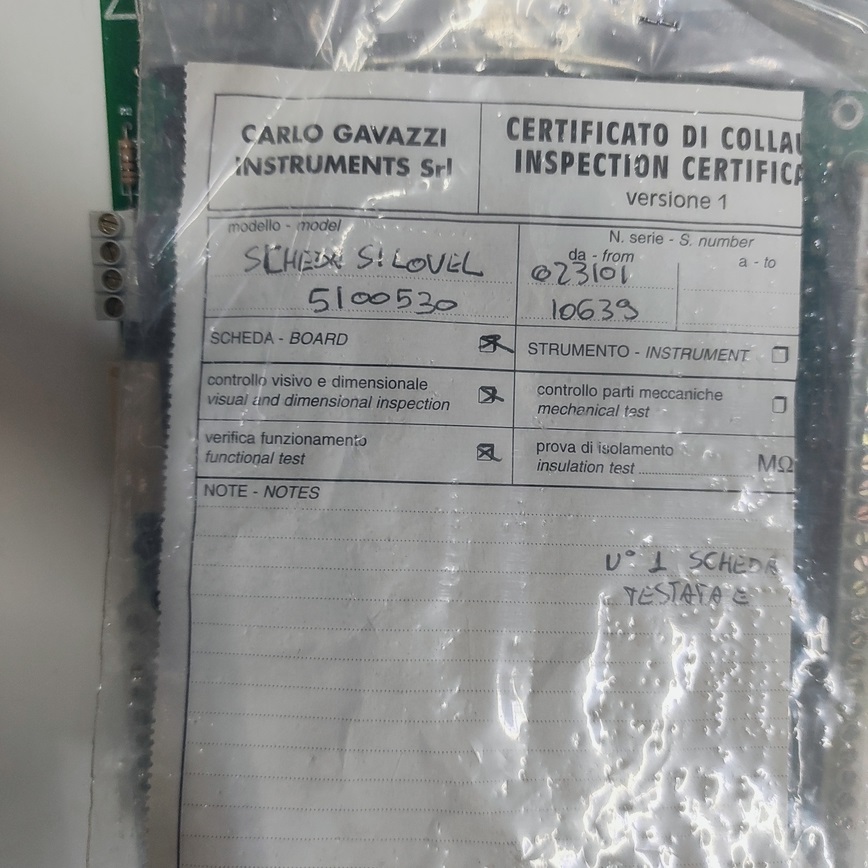 CARLO GAVAZZI
INSTRUMENTS Srl
CERTIFICATO DI COLLAU
INSPECTION CERTIFICA
versione 1
modello - model
SCHEDA S! LOVEL
5100530
N. serie - S. number
da - from
a - to
023101
10639
SCHEDA - BOARD
STRUMENTO - INSTRUMENT
controllo visivo e dimensionale
visual and dimensional inspection
controllo parti meccaniche
mechanical test
verifica funzionamento
functional test
prova di isolamento
insulation test MΩ
NOTE - NOTES
N° 1 SCHEDA
TESTATA E